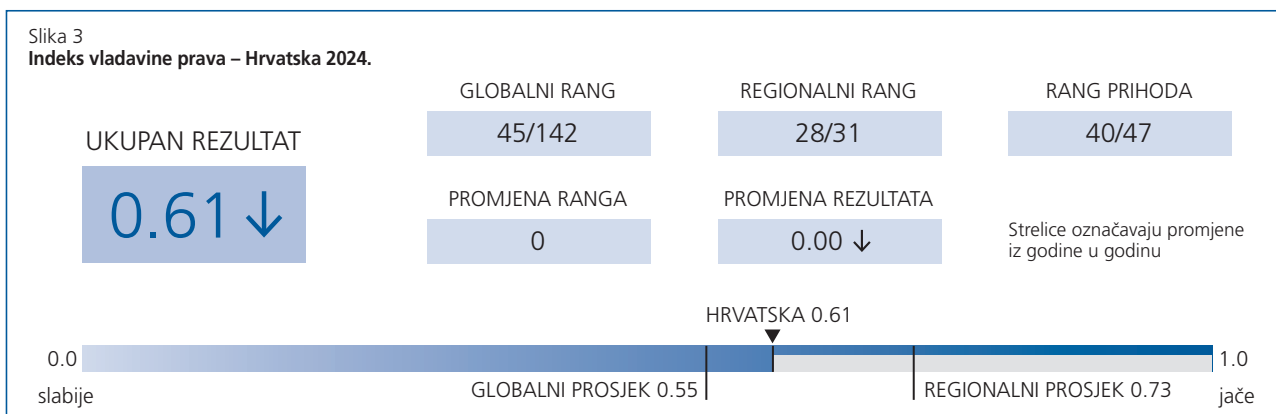 Slika 3
Indeks vladavine prava – Hrvatska 2024.
UKUPAN REZULTAT
0.61 ↓
GLOBALNI RANG
45/142
REGIONALNI RANG
28/31
RANG PRIHODA
40/47
PROMJENA RANGA
0
PROMJENA REZULTATA
0.00 ↓
Strelice označavaju promjene
iz godine u godinu
HRVATSKA 0.61
0.0
1.0
slabije
GLOBALNI PROSJEK 0.55
REGIONALNI PROSJEK 0.73
jače